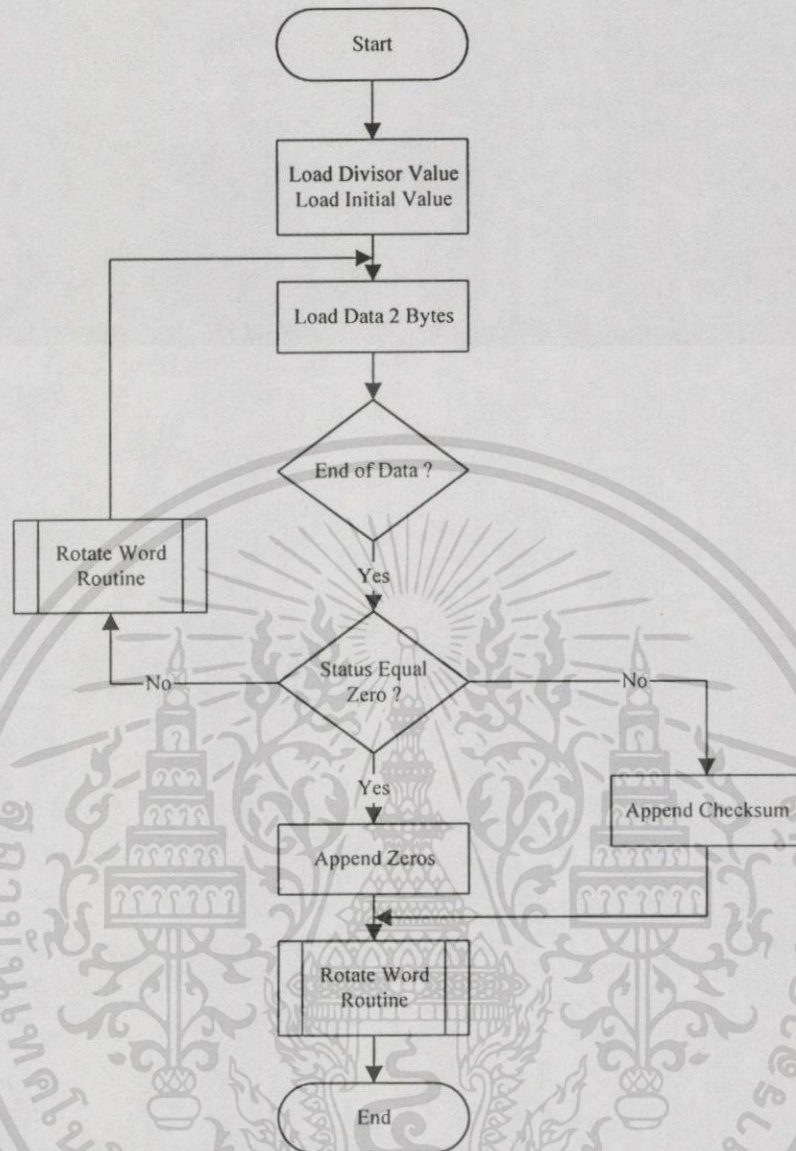 Start
Load Divisor Value
Load Initial Value
Load Data 2 Bytes
End of Data ?
Rotate Word
Routine
Yes
Status Equal
Zero ?
No
No
Yes
Append Checksum
Append Zeros
Rotate Word
Routine
End